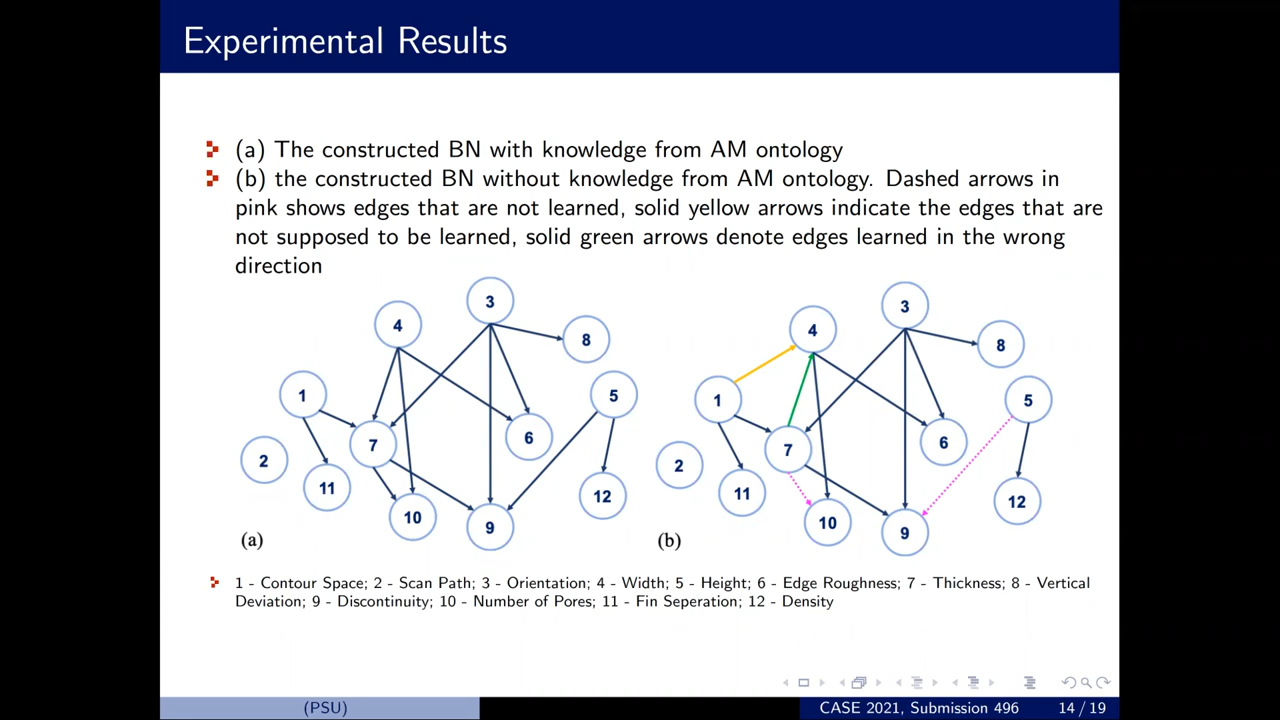 Experimental Results
(a) The constructed BN with knowledge from AM ontology
(b) the constructed BN without knowledge from AM ontology. Dashed arrows in
pink shows edges that are not learned, solid yellow arrows indicate the edges that are
not supposed to be learned, solid green arrows denote edges learned in the wrong
direction
3
4
8
1
5
7
6
2
11
12
10
9
(a)
3
4
8
1
5
7
6
2
11
12
10
9
(b)
1 - Contour Space; 2 - Scan Path; 3 - Orientation; 4 - Width; 5 - Height; 6 - Edge Roughness; 7 - Thickness; 8 - Vertical
Deviation; 9 - Discontinuity; 10 - Number of Pores; 11 - Fin Seperation; 12 - Density
(PSU)
CASE 2021, Submission 496
14 / 19